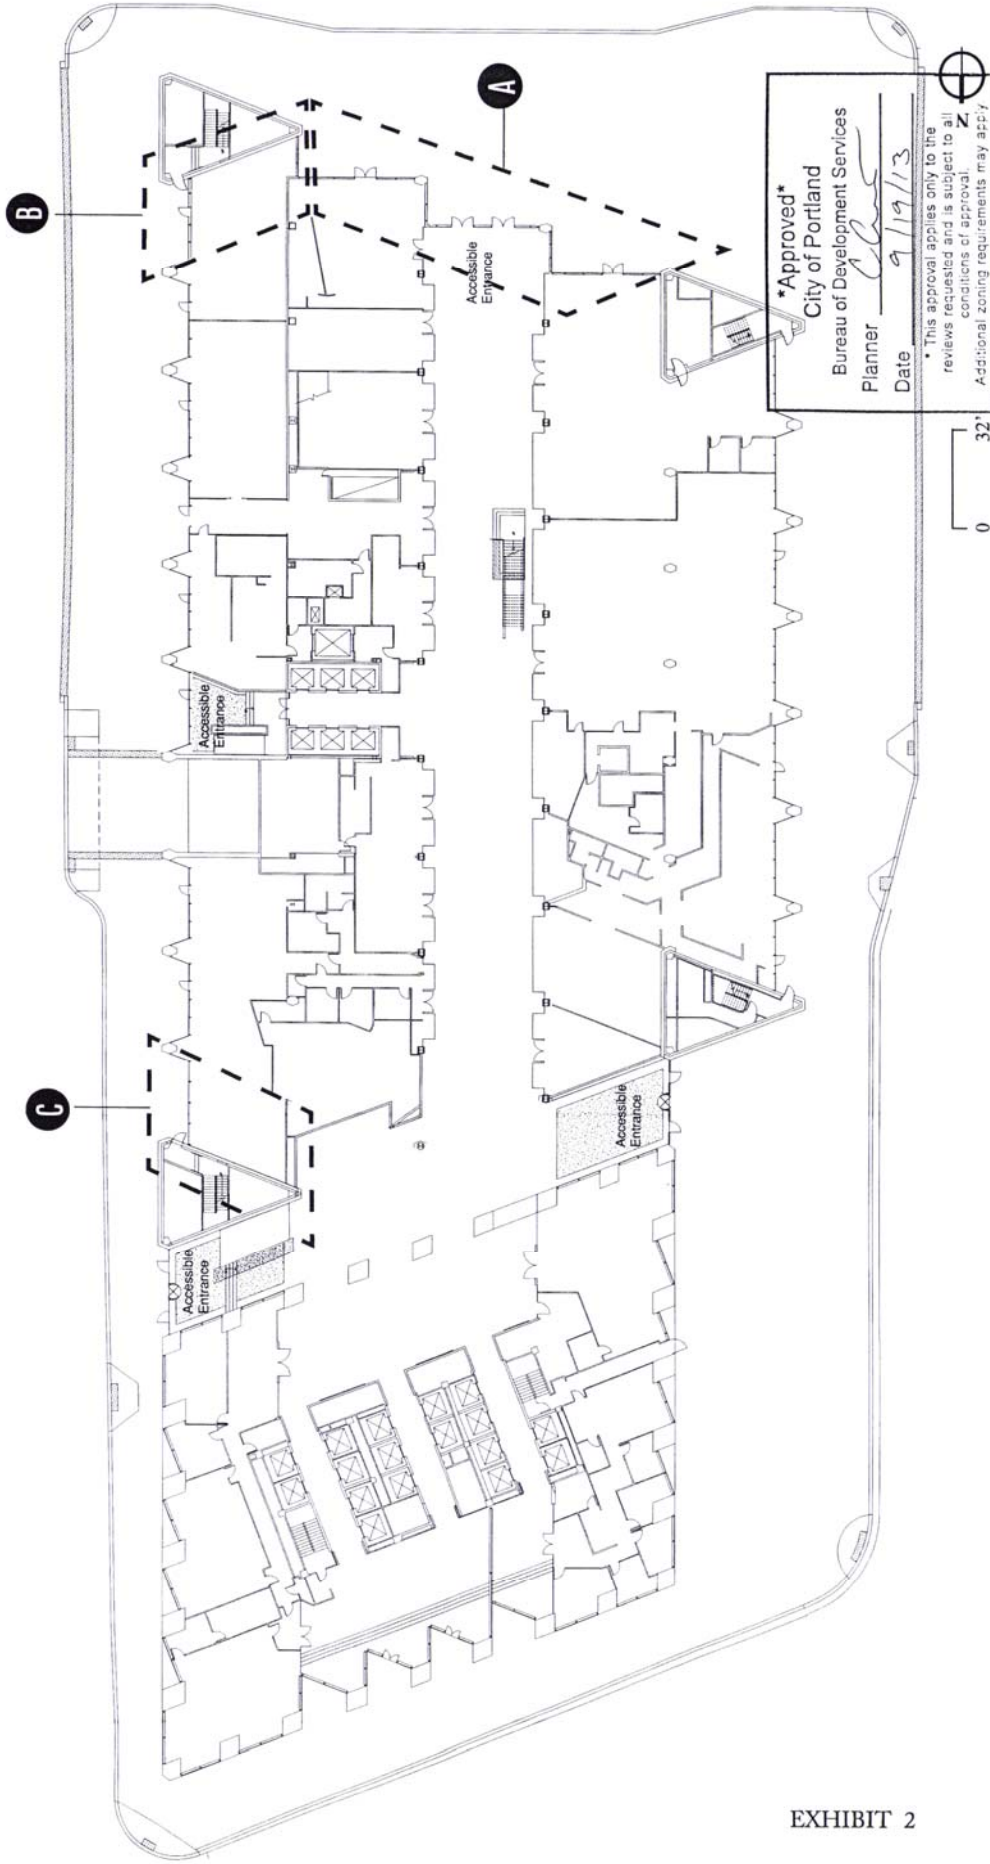 B
A
C
Accessible
Entrance
Accessible
Entrance
Accessible
Entrance
Accessible
Entrance
*Approved*
City of Portland
Bureau of Development Services
Planner
Date 9/19/13
* This approval applies only to the
reviews requested and is subject to all
conditions of approval.
Additional zoning requirements may apply
N
0 32'
EXHIBIT 2